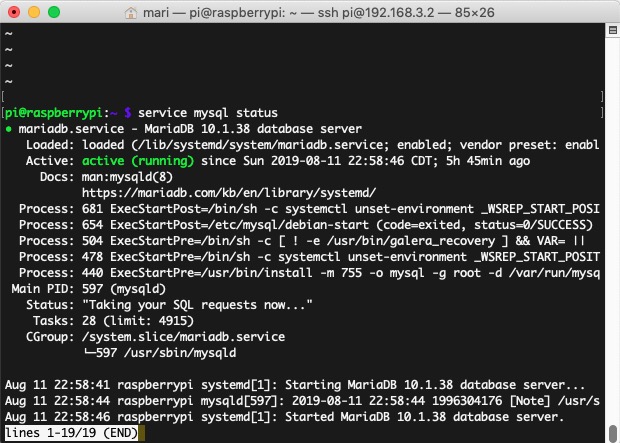 mari — pi@raspberrypi: ~ — ssh pi@192.168.3.2 — 85×26
~
~
~
~
[ ]
[pi@raspberrypi:~ $ service mysql status ]
● mariadb.service - MariaDB 10.1.38 database server
Loaded: loaded (/lib/systemd/system/mariadb.service; enabled; vendor preset: enabl
Active: active (running) since Sun 2019-08-11 22:58:46 CDT; 5h 45min ago
Docs: man:mysqld(8)
https://mariadb.com/kb/en/library/systemd/
Process: 681 ExecStartPost=/bin/sh -c systemctl unset-environment _WSREP_START_POSI
Process: 654 ExecStartPost=/etc/mysql/debian-start (code=exited, status=0/SUCCESS)
Process: 504 ExecStartPre=/bin/sh -c [ ! -e /usr/bin/galera_recovery ] && VAR= ||
Process: 478 ExecStartPre=/bin/sh -c systemctl unset-environment _WSREP_START_POSIT
Process: 440 ExecStartPre=/usr/bin/install -m 755 -o mysql -g root -d /var/run/mysq
Main PID: 597 (mysqld)
Status: "Taking your SQL requests now..."
Tasks: 28 (limit: 4915)
CGroup: /system.slice/mariadb.service
└─597 /usr/sbin/mysqld
Aug 11 22:58:41 raspberrypi systemd[1]: Starting MariaDB 10.1.38 database server...
Aug 11 22:58:44 raspberrypi mysqld[597]: 2019-08-11 22:58:44 1996304176 [Note] /usr/s
Aug 11 22:58:46 raspberrypi systemd[1]: Started MariaDB 10.1.38 database server.
lines 1-19/19 (END)